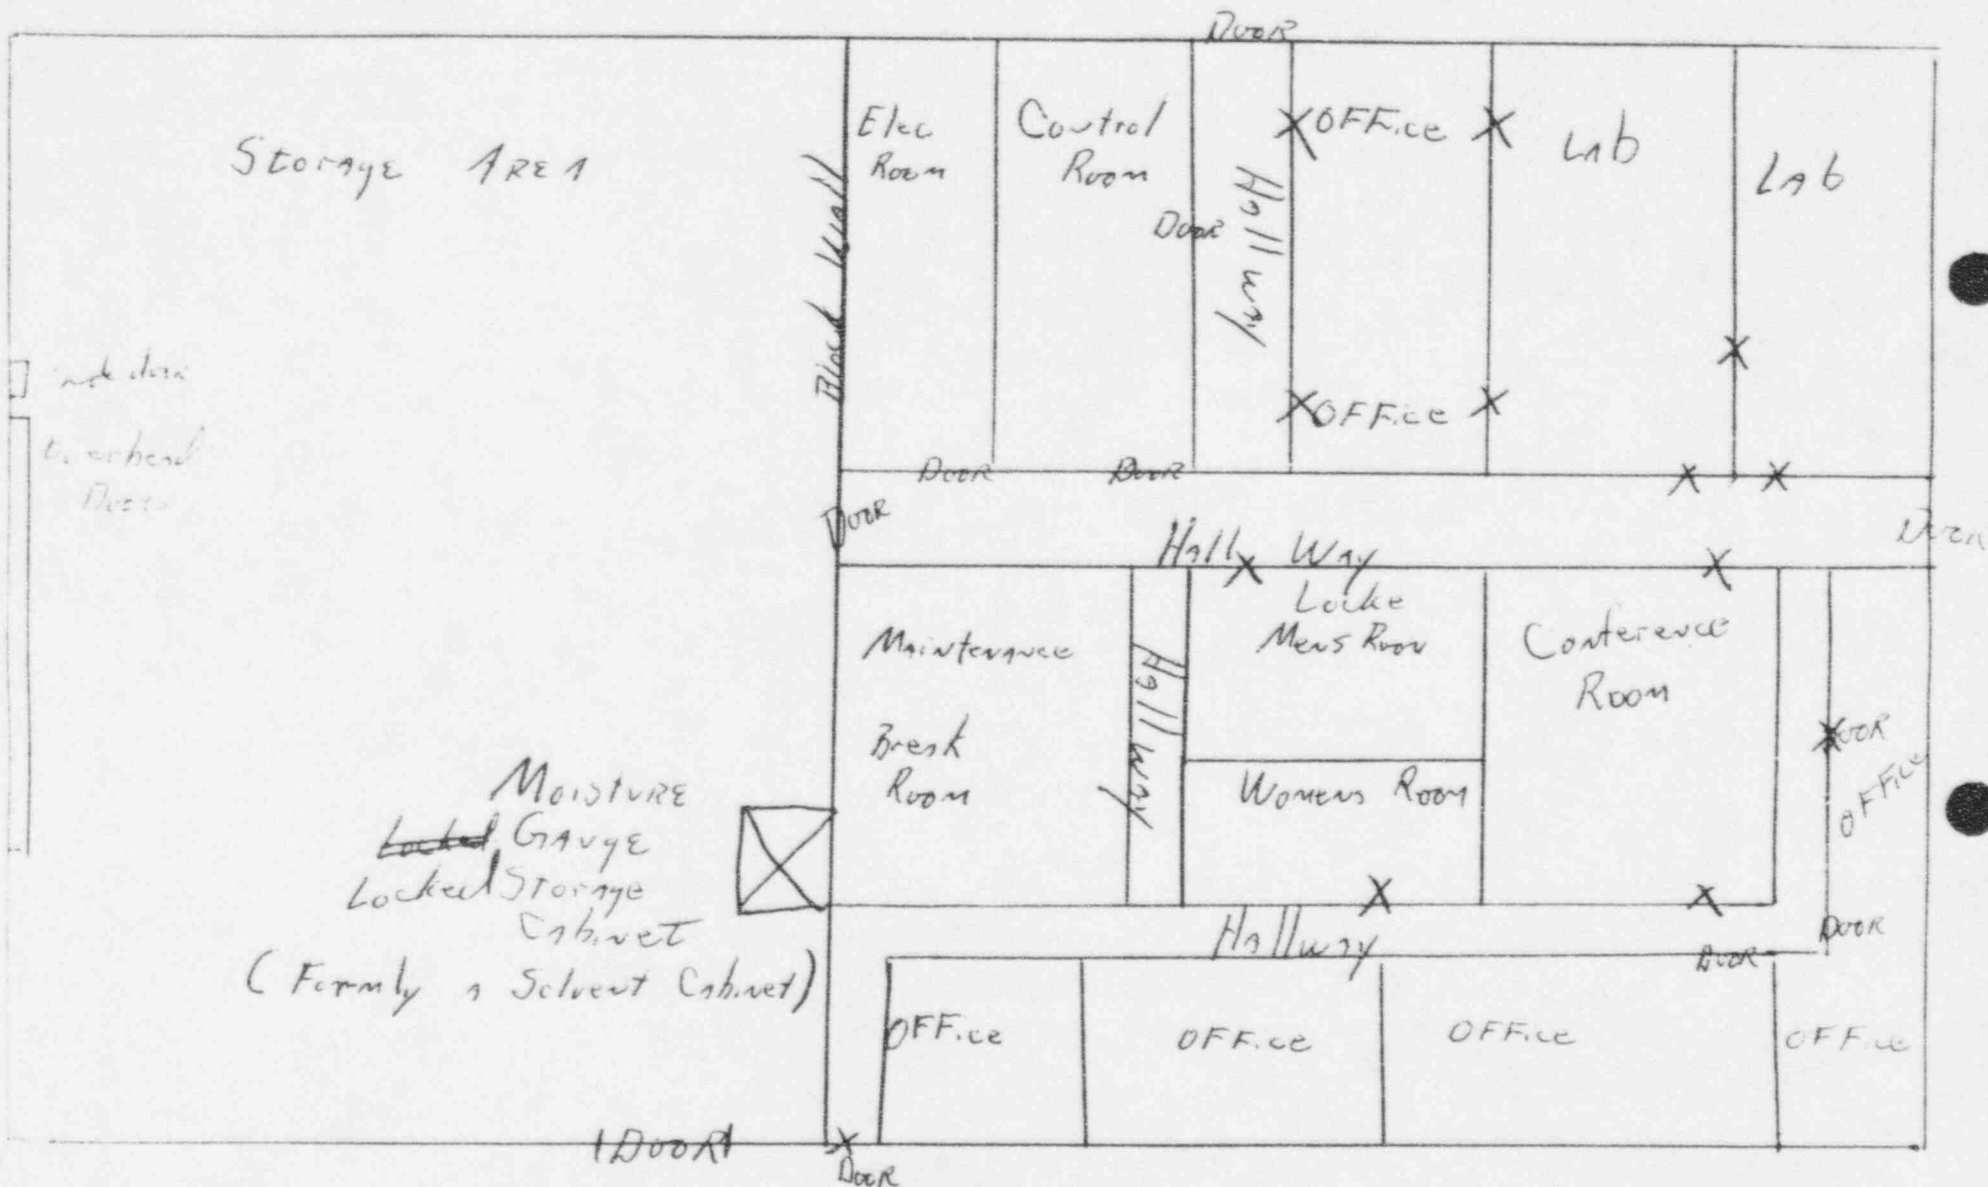 DOOR
Storage AREA
Block Wall
Elec
Room
Control
Room
DOOR
Hallway
OFFice
OFFice
Lab
LAb
door
Overhead
Door
DOOR
DOOR
DOOR
Hall Way
DOOR
Maintenance
Break
Room
Hallway
Locke
Mens Room
Womens Room
Conference
Room
DOOR
OFFice
MoistuRE
Locked GAugE
Locked Storage
Cabinet
(Formly a Solvent Cabinet)
Hallway
DOOR
DOOR
OFFice
OFFice
OFFice
OFFice
DOOR
DOOR